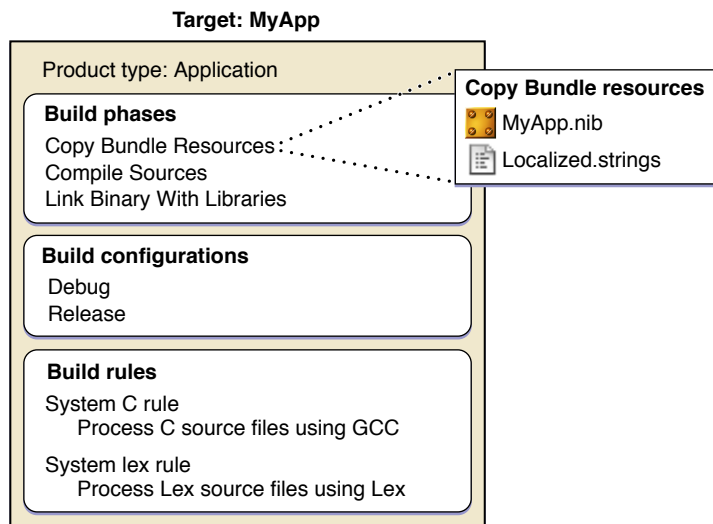 Target: MyApp
Product type: Application
Build phases
Copy Bundle Resources
Compile Sources
Link Binary With Libraries
Copy Bundle resources
MyApp.nib
Localized.strings
Build configurations
Debug
Release
Build rules
System C rule
Process C source files using GCC
System lex rule
Process Lex source files using Lex